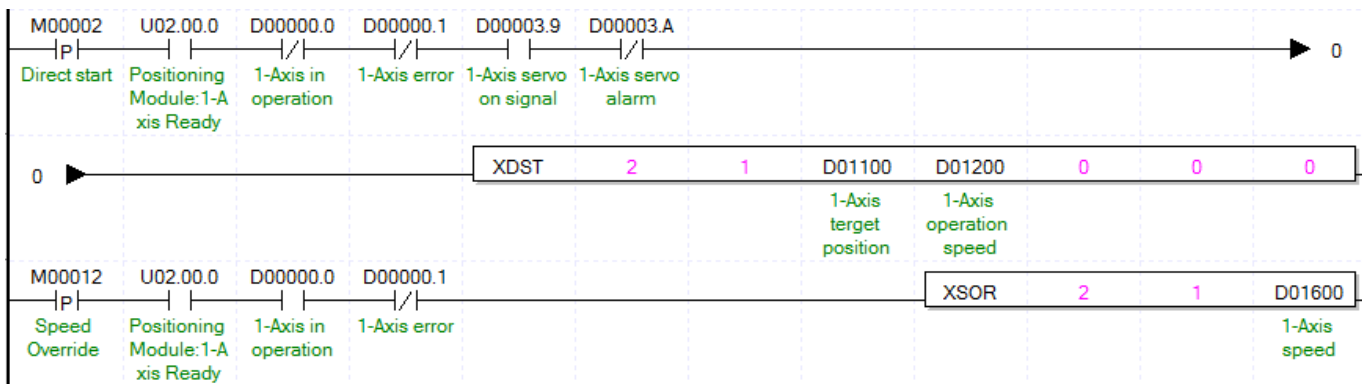 M00002 U02.00.0 D00000.0 D00000.1 D00003.9 D00003.A
P
0
Direct start Positioning 1-Axis in 1-Axis error 1-Axis servo 1-Axis servo
Module:1-A operation on signal alarm
xis Ready
0 XDST 2 1 D01100 D01200 0 0 0
1-Axis 1-Axis
terget operation
position speed
M00012 U02.00.0 D00000.0 D00000.1
P
XSOR 2 1 D01600
Speed Positioning 1-Axis in 1-Axis error 1-Axis
Override Module:1-A operation speed
xis Ready